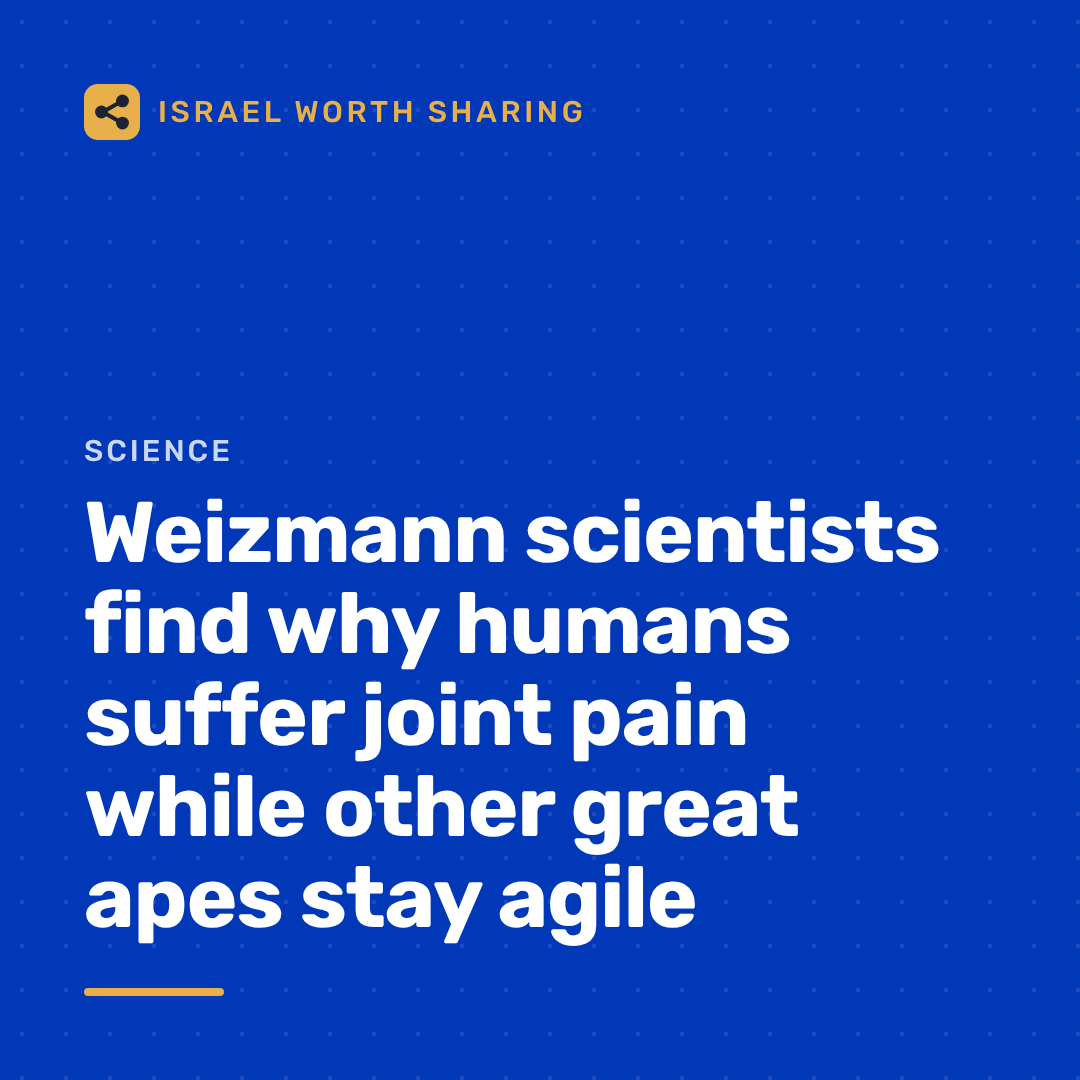 ISRAEL WORTH SHARING
SCIENCE
Weizmann scientists
find why humans
suffer joint pain
while other great
apes stay agile